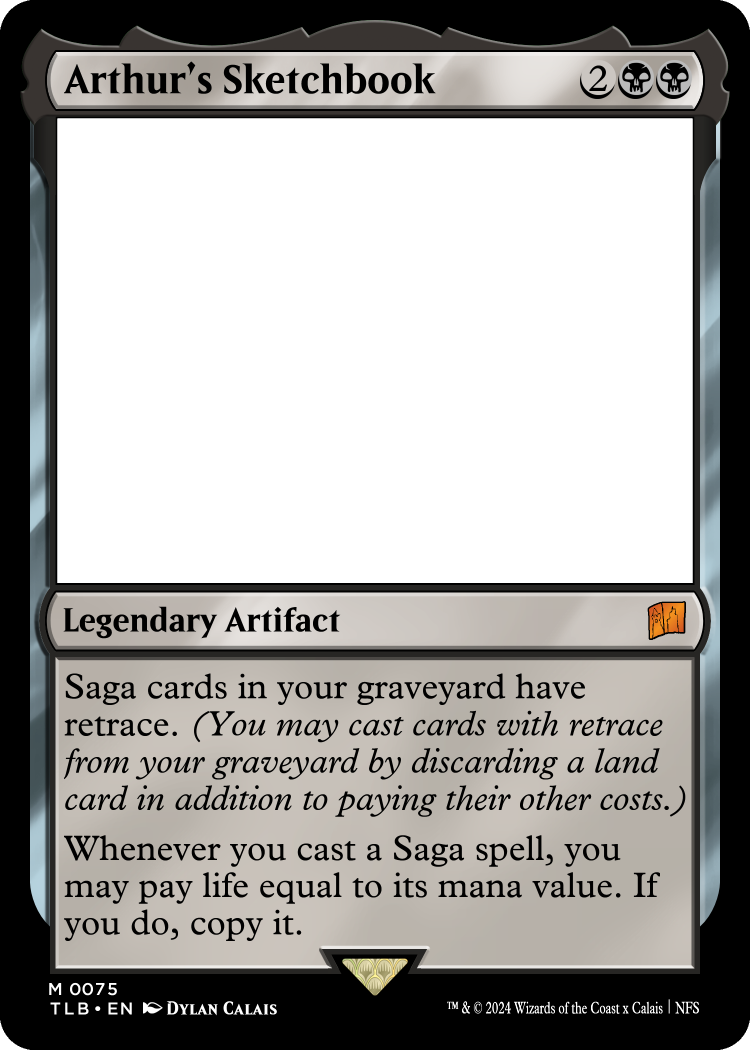 Arthur's Sketchbook 2
Legendary Artifact
Saga cards in your graveyard have
retrace. (You may cast cards with retrace
from your graveyard by discarding a land
card in addition to paying their other costs.)
Whenever you cast a Saga spell, you
may pay life equal to its mana value. If
you do, copy it.
M 0075
TLB • EN Dylan Calais
™ & © 2024 Wizards of the Coast x Calais | NFS